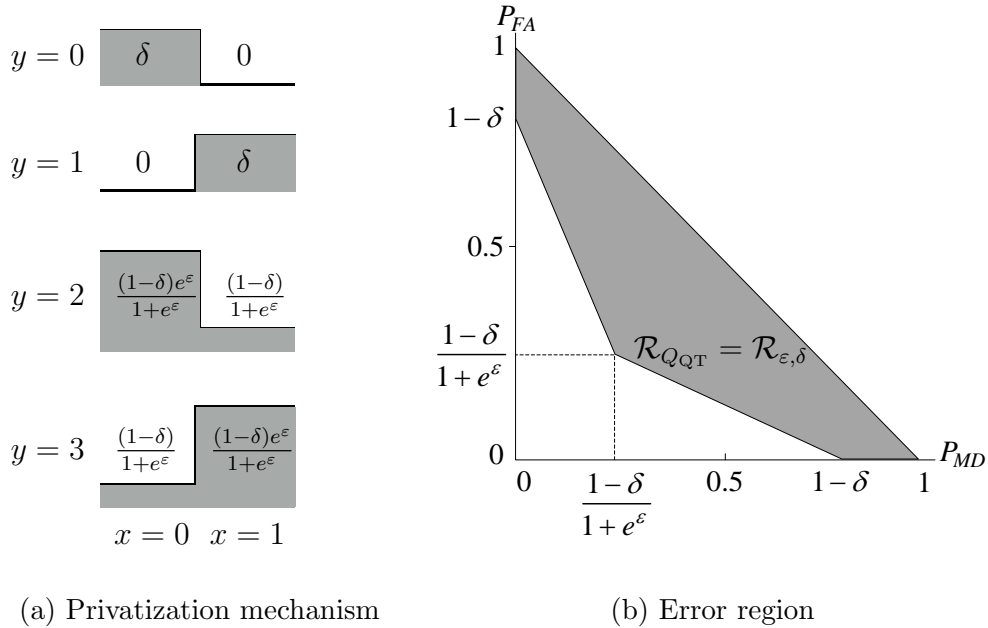 y = 0
δ
0
y = 1
0
δ
y = 2
(1−δ)e^ε / 1+e^ε
(1−δ) / 1+e^ε
y = 3
(1−δ) / 1+e^ε
(1−δ)e^ε / 1+e^ε
x = 0 x = 1
(a) Privatization mechanism
P_FA
1
1 − δ
0.5
1 − δ / 1 + e^ε
R_{Q_QT} = R_{ε,δ}
0
P_MD
0
1 − δ / 1 + e^ε
0.5
1 − δ
1
(b) Error region